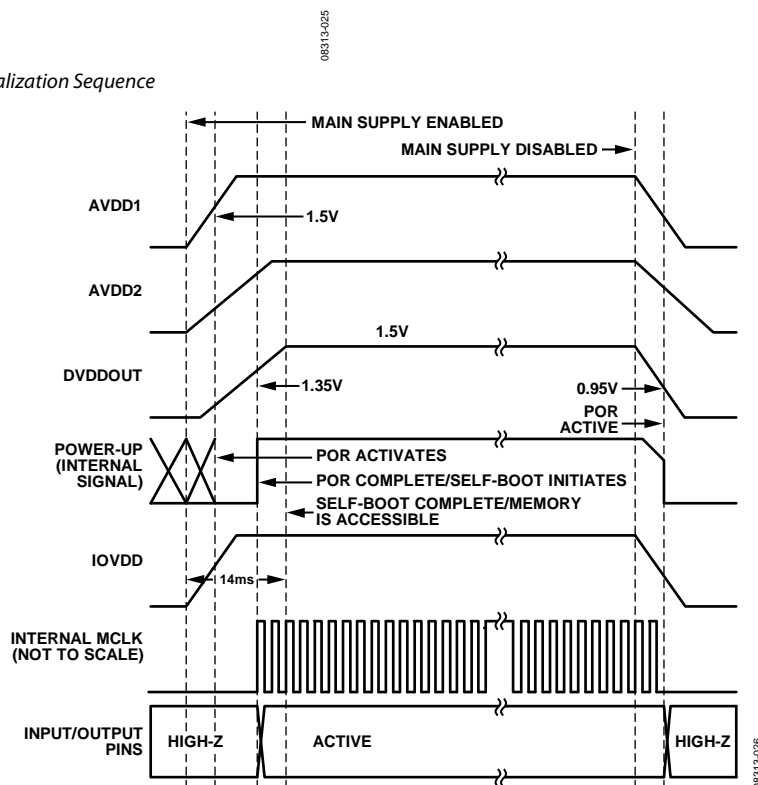 08313-025
alization Sequence
MAIN SUPPLY ENABLED
MAIN SUPPLY DISABLED
AVDD1
1.5V
AVDD2
1.5V
DVDDOUT
1.35V
0.95V
POR
ACTIVE
POWER-UP
(INTERNAL
SIGNAL)
POR ACTIVATES
POR COMPLETE/SELF-BOOT INITIATES
SELF-BOOT COMPLETE/MEMORY
IS ACCESSIBLE
IOVDD
14ms
INTERNAL MCLK
(NOT TO SCALE)
INPUT/OUTPUT
PINS
HIGH-Z
ACTIVE
HIGH-Z
08313-026